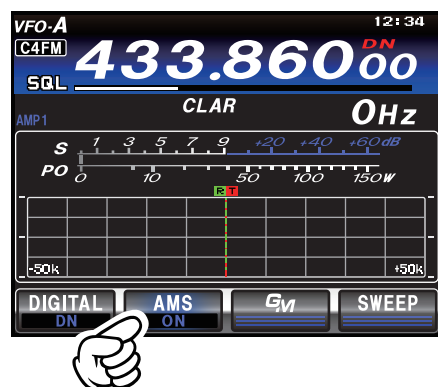 VFO-A 12:34
C4FM 433.860 00 DN
SQL
CLAR 0Hz
AMP1
S 1 3 5 7 9 +20 +40 +60dB
PO 0 10 50 100 150W
R T
-50k +50k
DIGITAL AMS GM SWEEP
DN ON